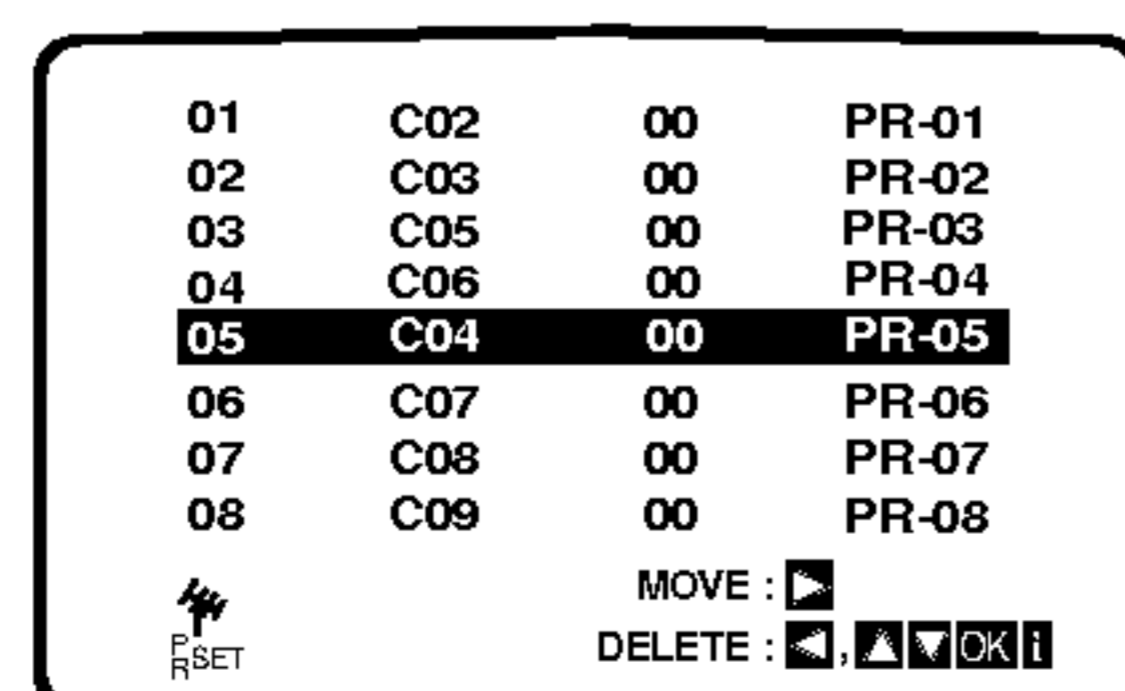 01 C02 00 PR-01
02 C03 00 PR-02
03 C05 00 PR-03
04 C06 00 PR-04
05 C04 00 PR-05
06 C07 00 PR-06
07 C08 00 PR-07
08 C09 00 PR-08
MOVE : ▷
PR SET DELETE : ◁ , △ ▽ OK i